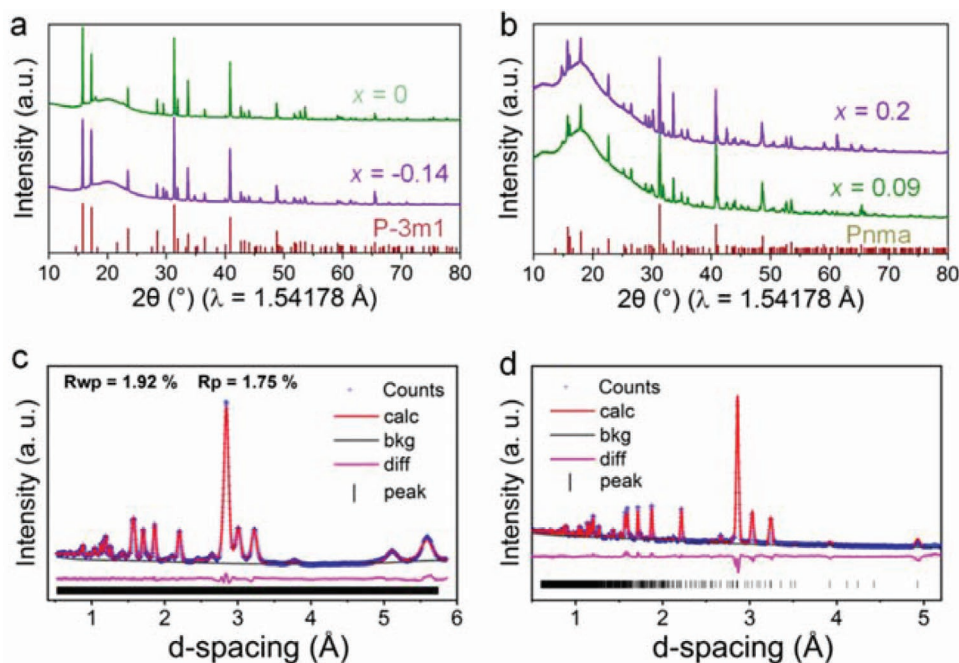 a
Intensity (a.u.)
x = 0
x = -0.14
P-3m1
10 20 30 40 50 60 70 80
2θ (°) (λ = 1.54178 Å)
b
Intensity (a.u.)
x = 0.2
x = 0.09
Pnma
10 20 30 40 50 60 70 80
2θ (°) (λ = 1.54178 Å)
c
Intensity (a. u.)
Rwp = 1.92 % Rp = 1.75 %
Counts
calc
bkg
diff
peak
1 2 3 4 5 6
d-spacing (Å)
d
Intensity (a. u.)
Counts
calc
bkg
diff
peak
1 2 3 4 5
d-spacing (Å)